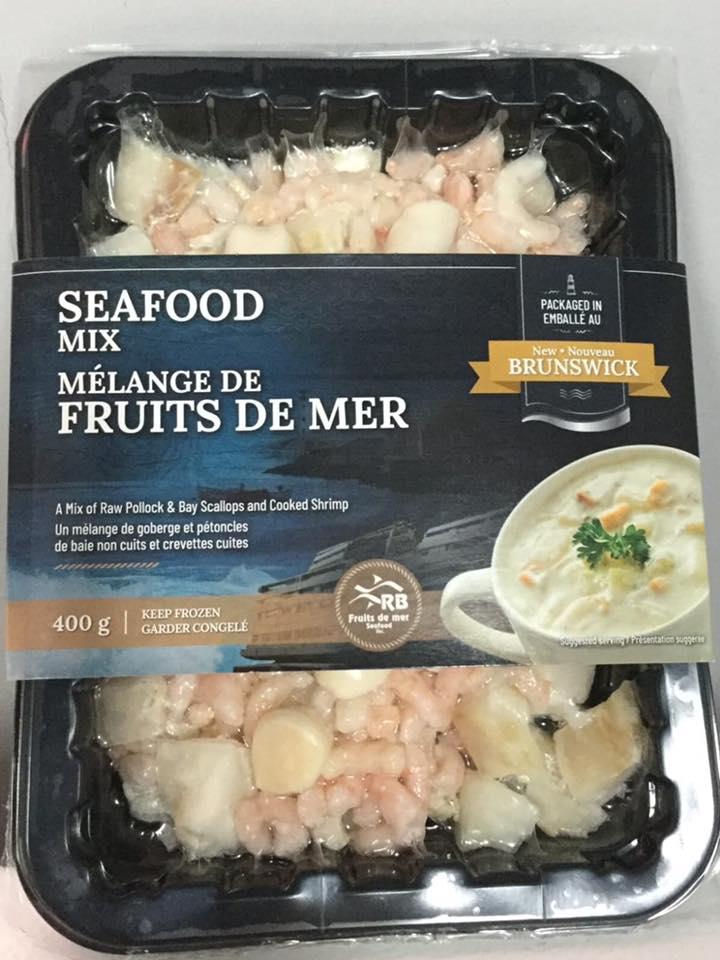 SEAFOOD
MIX
MÉLANGE DE
FRUITS DE MER
PACKAGED IN
EMBALLÉ AU
New • Nouveau
BRUNSWICK
A Mix of Raw Pollock & Bay Scallops and Cooked Shrimp
Un mélange de goberge et pétoncles
de baie non cuits et crevettes cuites
400 g
KEEP FROZEN
GARDER CONGELÉ
RB
Fruits de mer
Seafood
Inc.
Suggested serving / Présentation suggérée